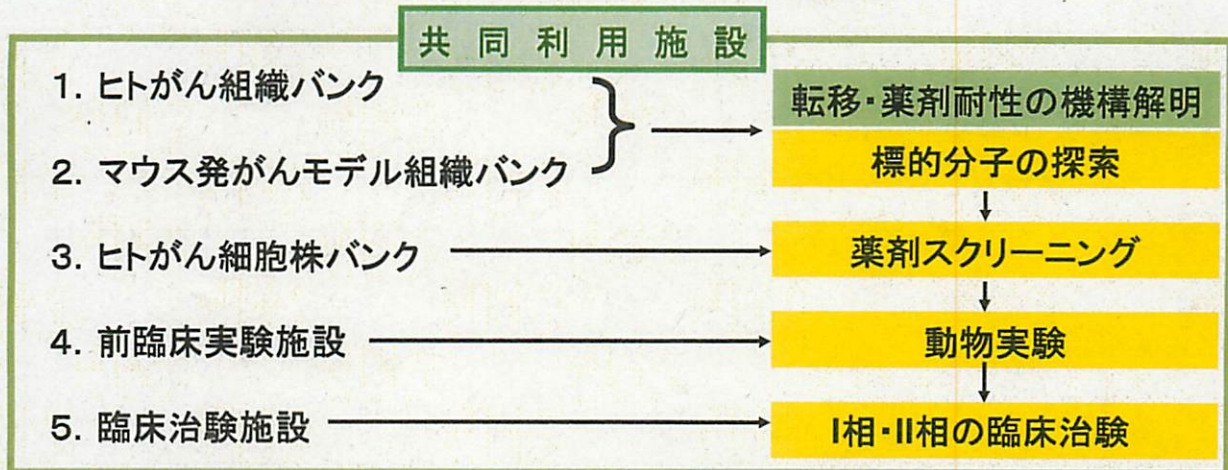 共同利用施設
1. ヒトがん組織バンク
2. マウス発がんモデル組織バンク
3. ヒトがん細胞株バンク
4. 前臨床実験施設
5. 臨床治験施設
転移・薬剤耐性の機構解明
標的分子の探索
薬剤スクリーニング
動物実験
I相・II相の臨床治験